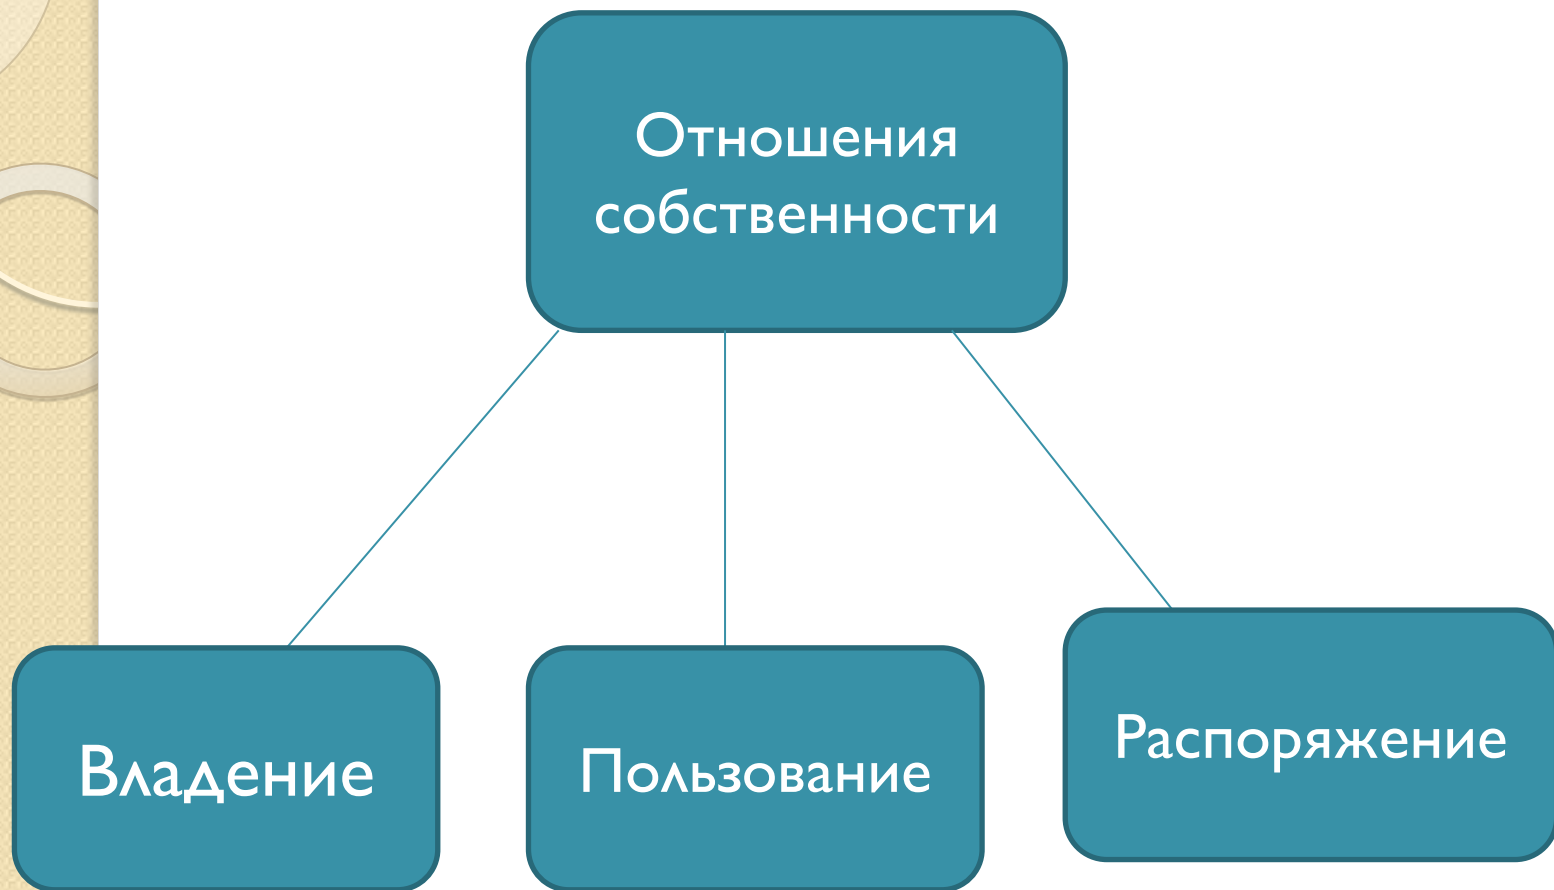 Отношения
собственности
Владение
Пользование
Распоряжение